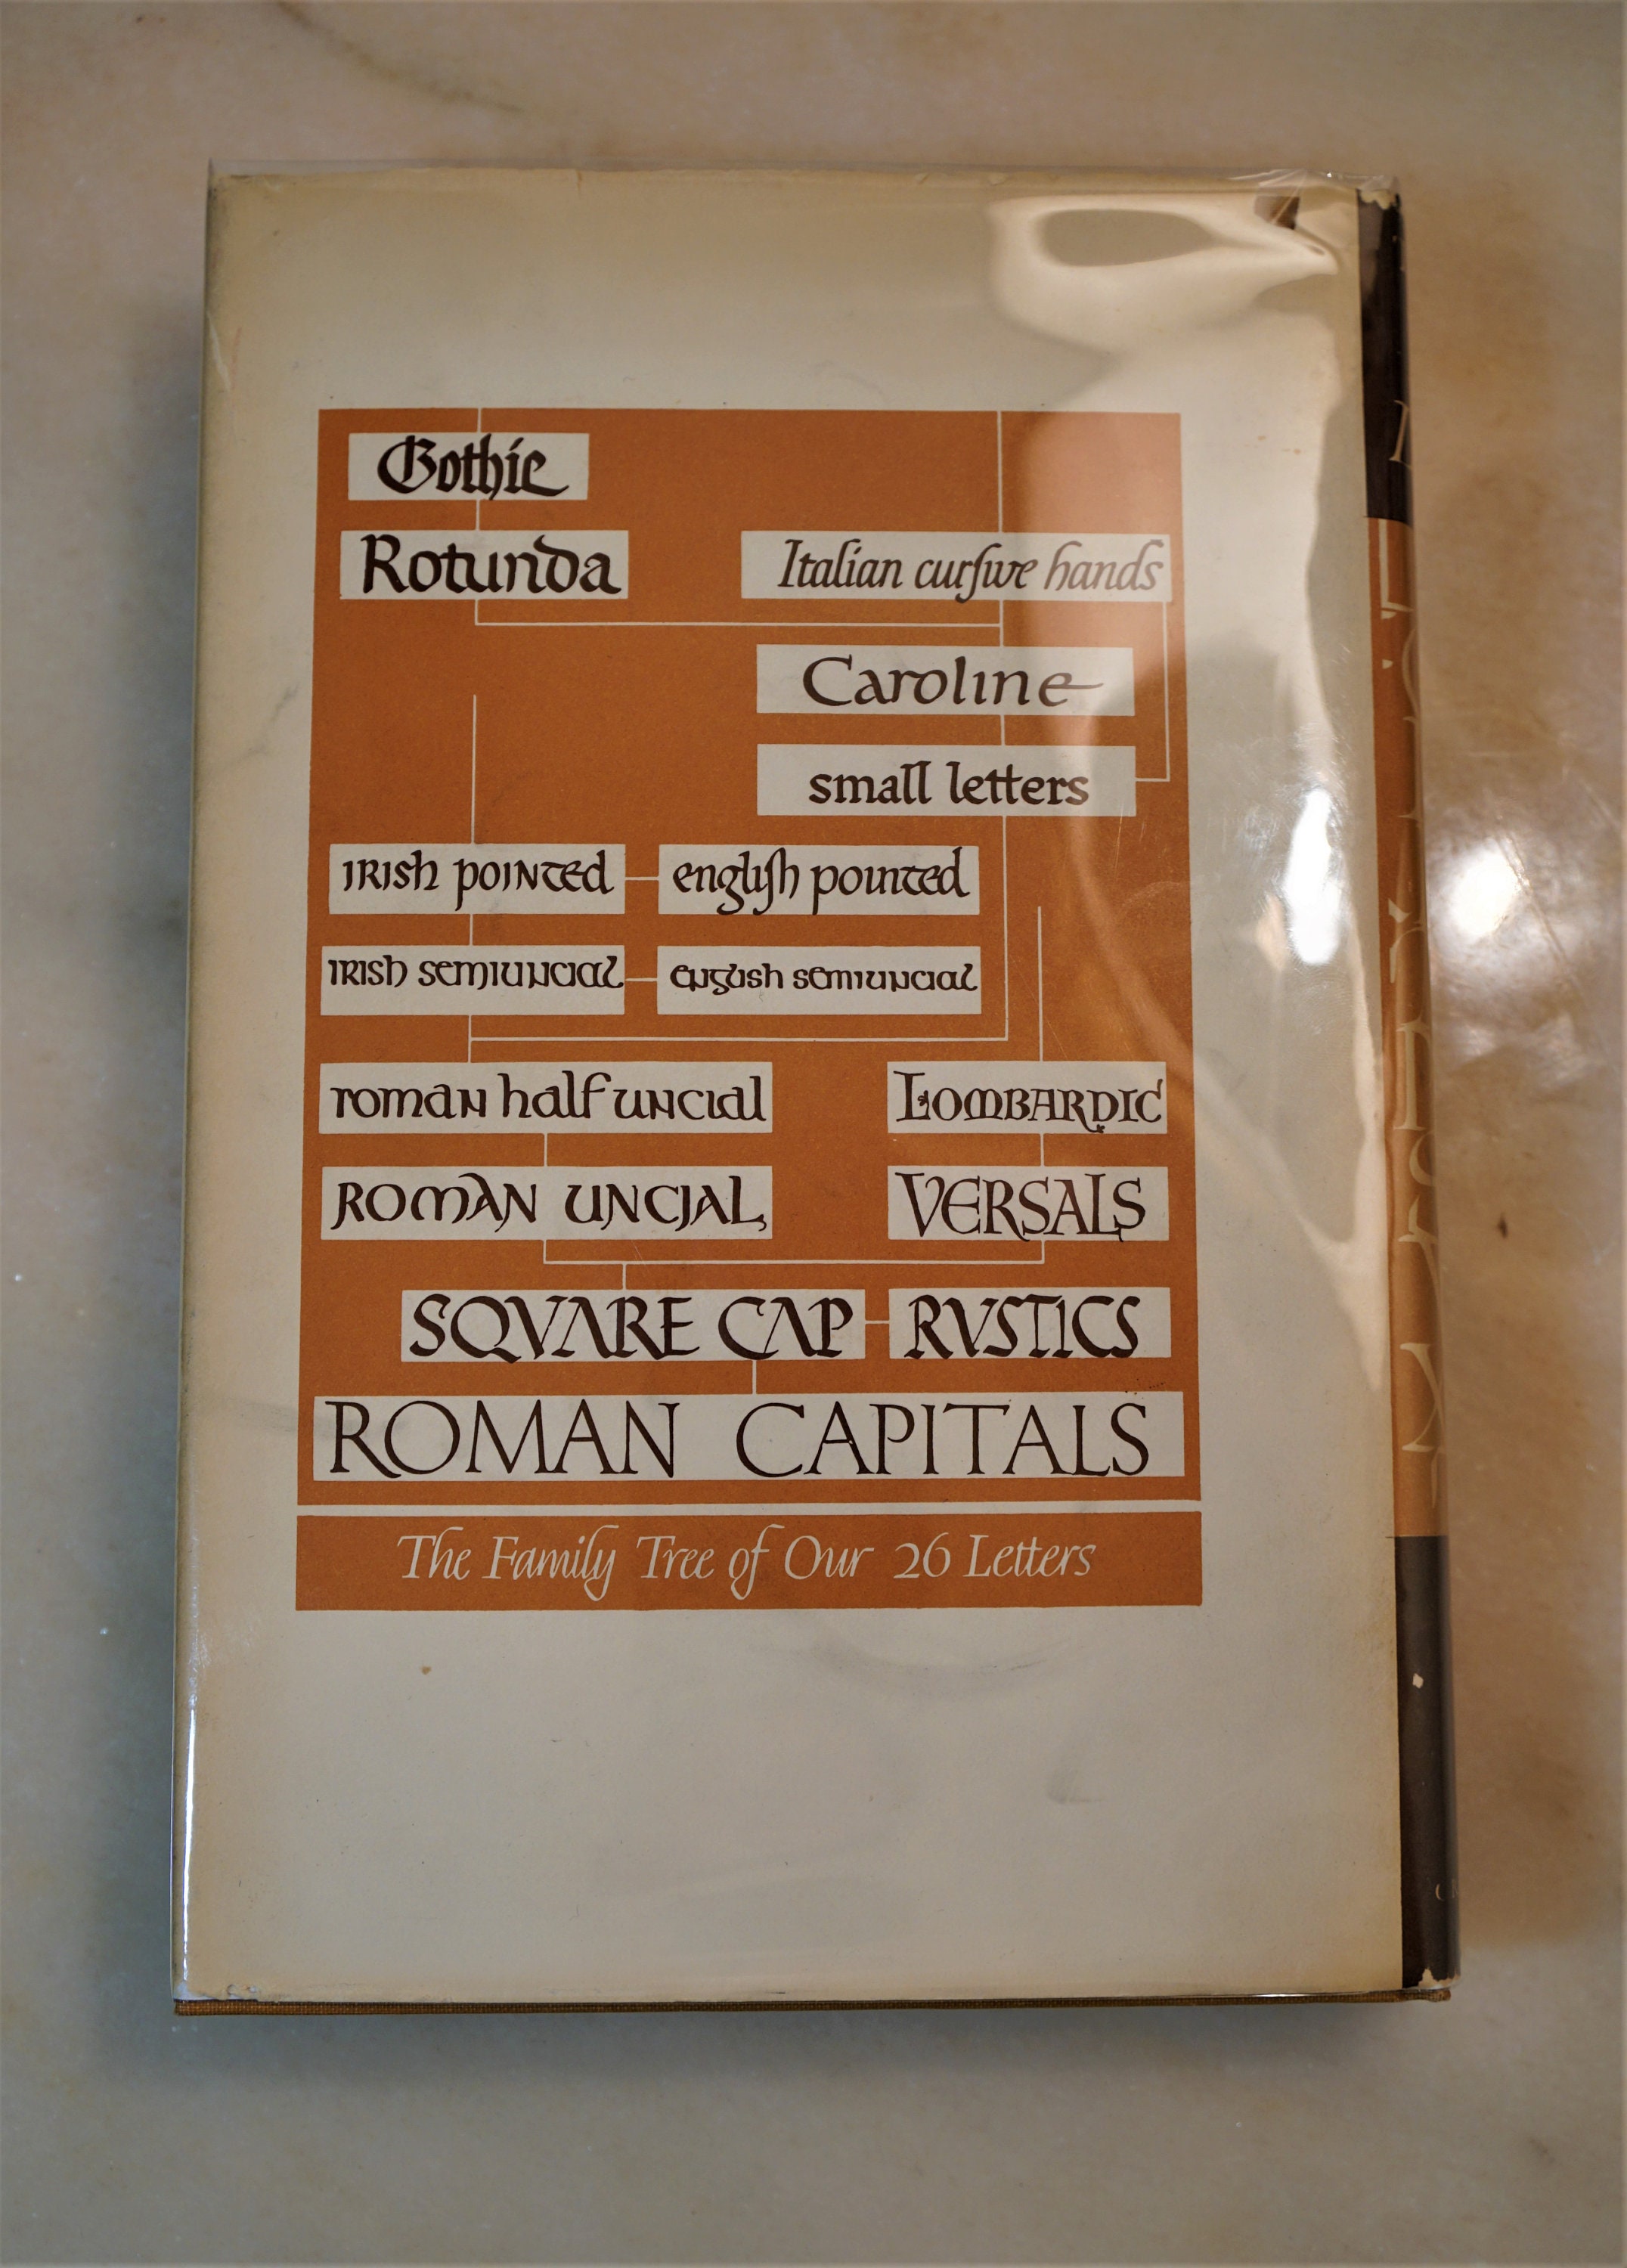 Gothic
Rotunda
Italian cursive hands
Caroline
small letters
IRISh POINTED
english pointed
IRISh SEMIUNCIAL
ENGLISh SEMIUNCIAL
roman half uncial
LOMBARDIC
ROMAN UNCIAL
VERSALS
SQVARE CAP
RVSTICS
ROMAN CAPITALS
The Family Tree of Our 26 Letters